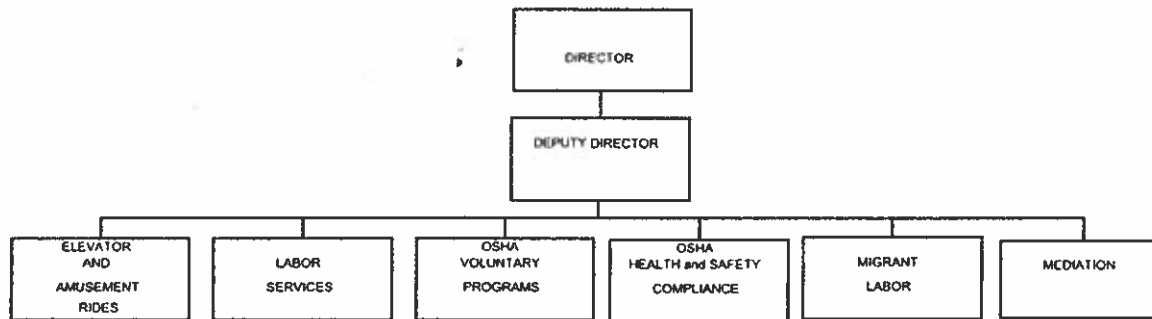 DIRECTOR
DEPUTY DIRECTOR
ELEVATOR
AND
AMUSEMENT
RIDES
LABOR
SERVICES
OSHA
VOLUNTARY
PROGRAMS
OSHA
HEALTH and SAFETY
COMPLIANCE
MIGRANT
LABOR
MEDIATION